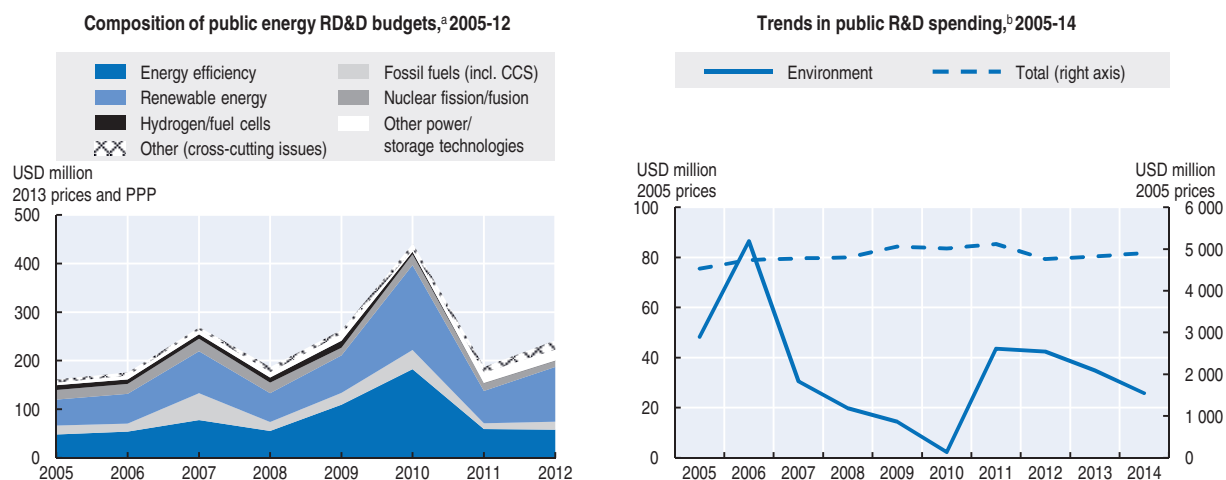 Composition of public energy RD&D budgets,a 2005-12
Energy efficiency
Renewable energy
Hydrogen/fuel cells
Other (cross-cutting issues)
Fossil fuels (incl. CCS)
Nuclear fission/fusion
Other power/
storage technologies
USD million
2013 prices and PPP
500
400
300
200
100
0
2005 2006 2007 2008 2009 2010 2011 2012
Trends in public R&D spending,b 2005-14
Environment
Total (right axis)
USD million
2005 prices
USD million
2005 prices
100
80
60
40
20
0
6 000
5 000
4 000
3 000
2 000
1 000
0
2005 2006 2007 2008 2009 2010 2011 2012 2013 2014